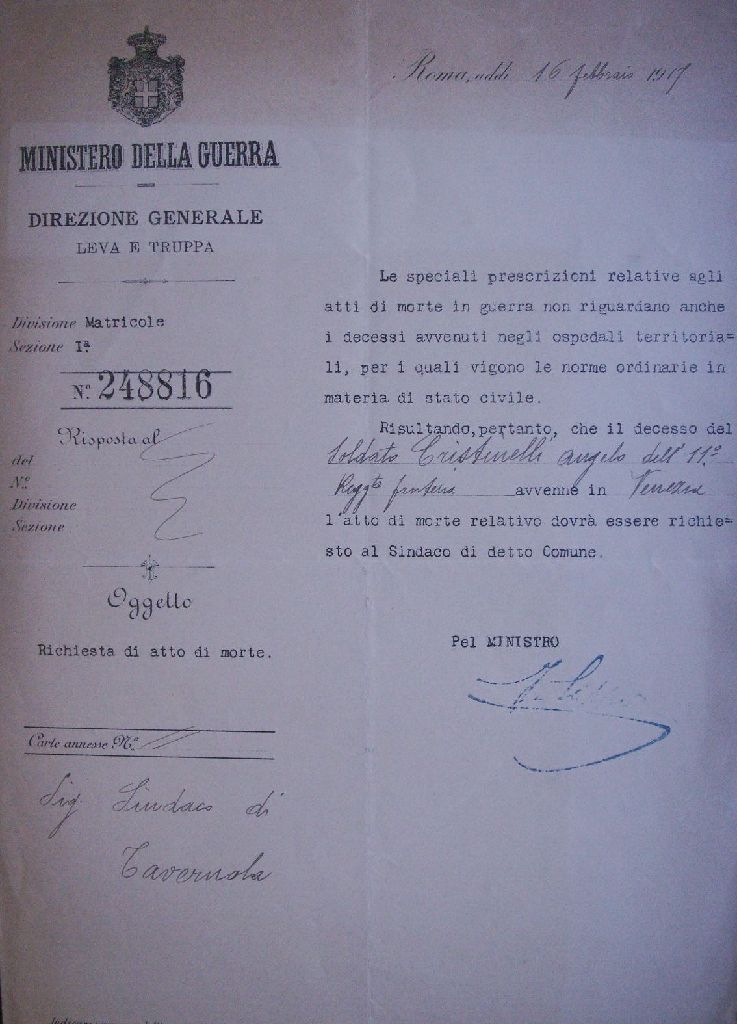 Roma, addì 16 febbraio 1917
MINISTERO DELLA GUERRA
DIREZIONE GENERALE
LEVA E TRUPPA
Divisione Matricole
Sezione Iª
N.º 248816
Risposta al
del
N.º
Divisione
Sezione
Oggetto
Richiesta di atto di morte.
Carte annesse N.º
Sig. Sindaco di
Tavernola
Le speciali prescrizioni relative agli
atti di morte in guerra non riguardano anche
i decessi avvenuti negli ospedali territoria=
li, per i quali vigono le norme ordinarie in
materia di stato civile.
Risultando,pertanto, che il decesso del
Soldato Cristinelli Angelo dell' 11º
Regg.to fanteria avvenne in Venezia
l'atto di morte relativo dovrà essere richie=
sto al Sindaco di detto Comune.
Pel MINISTRO